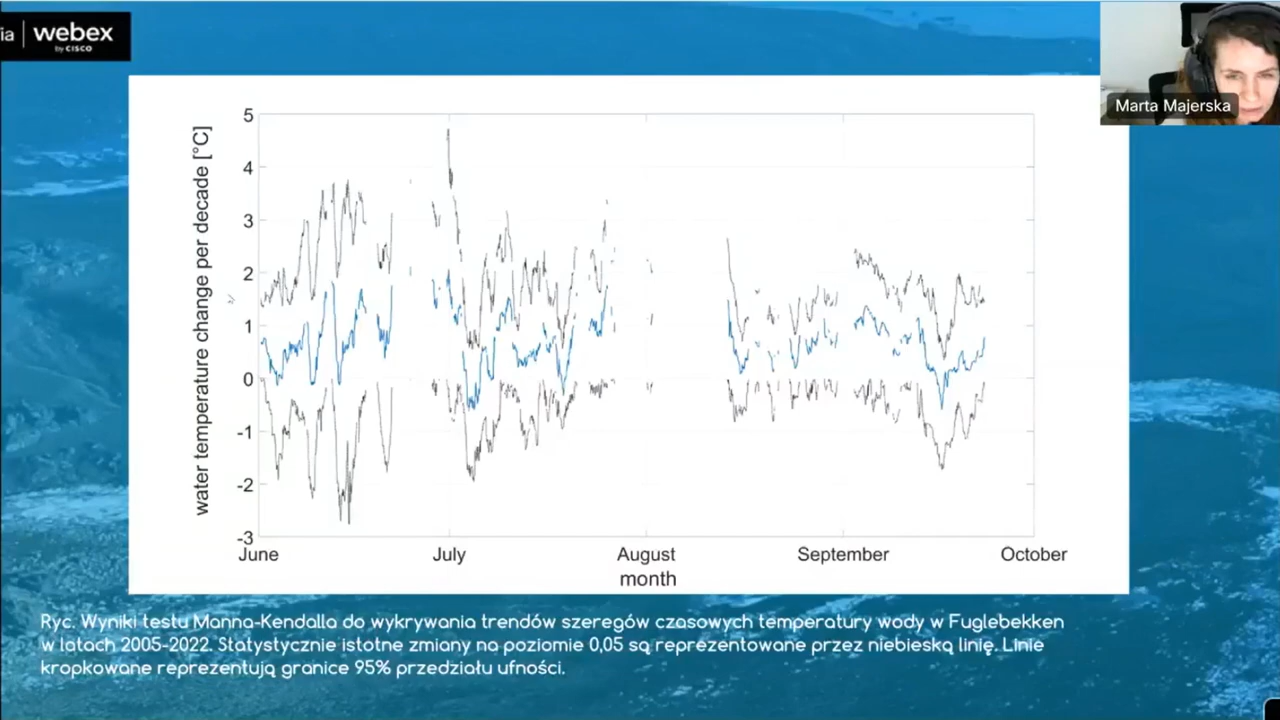 ia
webex
by CISCO
Marta Majerska
water temperature change per decade [°C]
5
4
3
2
1
0
-1
-2
-3
June July August September October
month
Ryc. Wyniki testu Manna-Kendalla do wykrywania trendów szeregów czasowych temperatury wody w Fuglebekken
w latach 2005-2022. Statystycznie istotne zmiany na poziomie 0,05 są reprezentowane przez niebieską linię. Linie
kropkowane reprezentują granice 95% przedziału ufności.